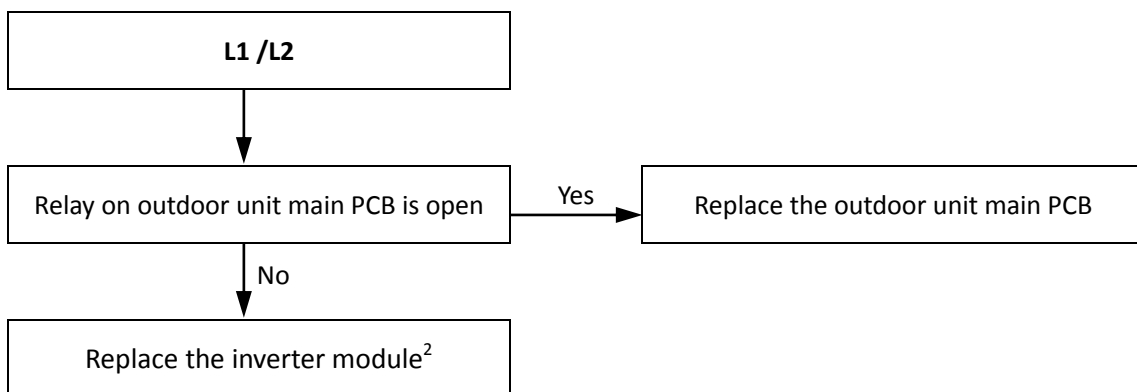 L1 /L2
Relay on outdoor unit main PCB is open
Yes
Replace the outdoor unit main PCB
No
Replace the inverter module²